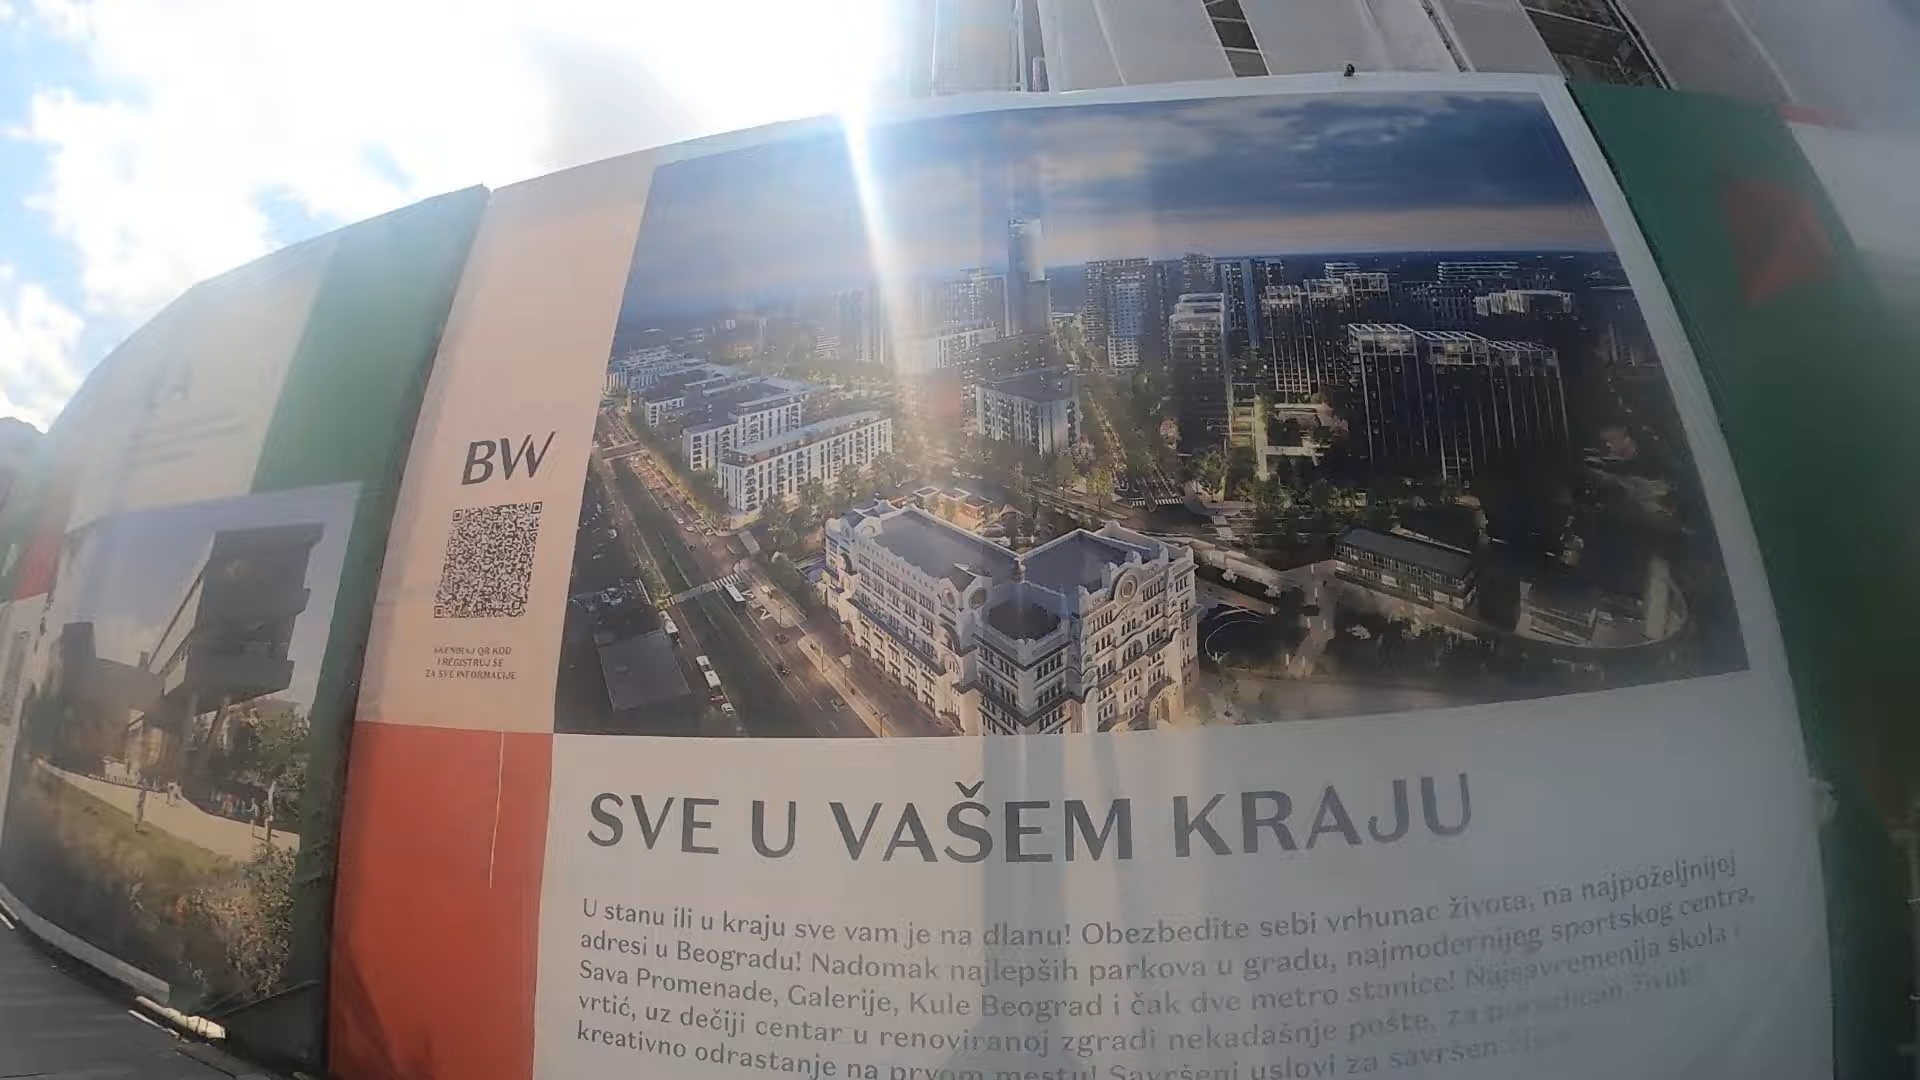 BW
SKENIRAJ QR KOD
I REGISTRUJ SE
ZA SVE INFORMACIJE
SVE U VAŠEM KRAJU
U stanu ili u kraju sve vam je na dlanu! Obezbedite sebi vrhunac života, na najpoželjnijoj
adresi u Beogradu! Nadomak najlepših parkova u gradu, najmodernijeg sportskog centra,
Sava Promenade, Galerije, Kule Beograd i čak dve metro stanice! Najsavremenija škola i
vrtić, uz dečiji centar u renoviranoj zgradi nekadašnje pošte, za porodičan život
kreativno odrastanje na prvom mestu! Savršeni uslovi za savršen